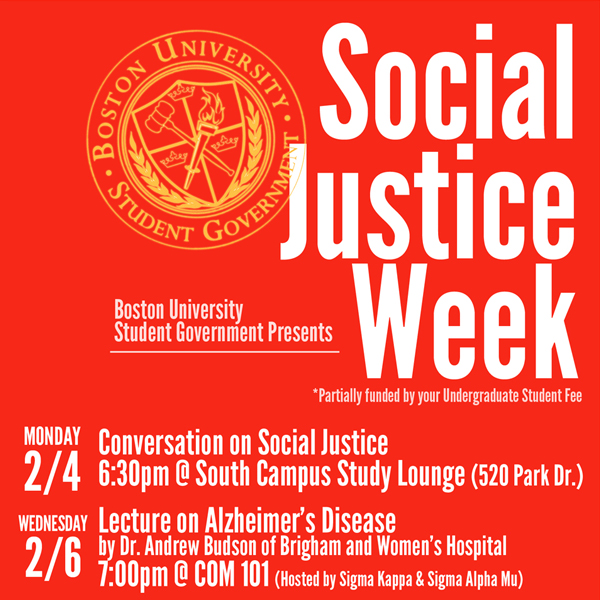 Boston University
Student Government
Social
Justice
Week
Boston University
Student Government Presents
*Partially funded by your Undergraduate Student Fee
MONDAY
2/4
Conversation on Social Justice
6:30pm @ South Campus Study Lounge (520 Park Dr.)
WEDNESDAY
2/6
Lecture on Alzheimer's Disease
by Dr. Andrew Budson of Brigham and Women's Hospital
7:00pm @ COM 101 (Hosted by Sigma Kappa & Sigma Alpha Mu)